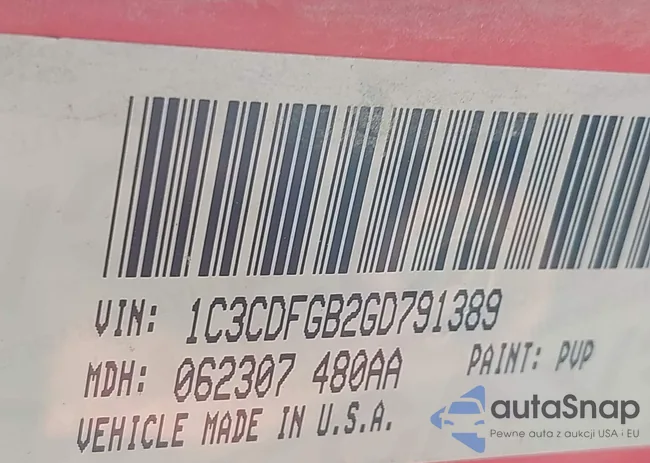 VIN: 1C3CDFGB2GD791389
MDH: 062307 480AA PAINT: PVP
VEHICLE MADE IN U.S.A.
autaSnap
Pewne auta z aukcji USA i EU